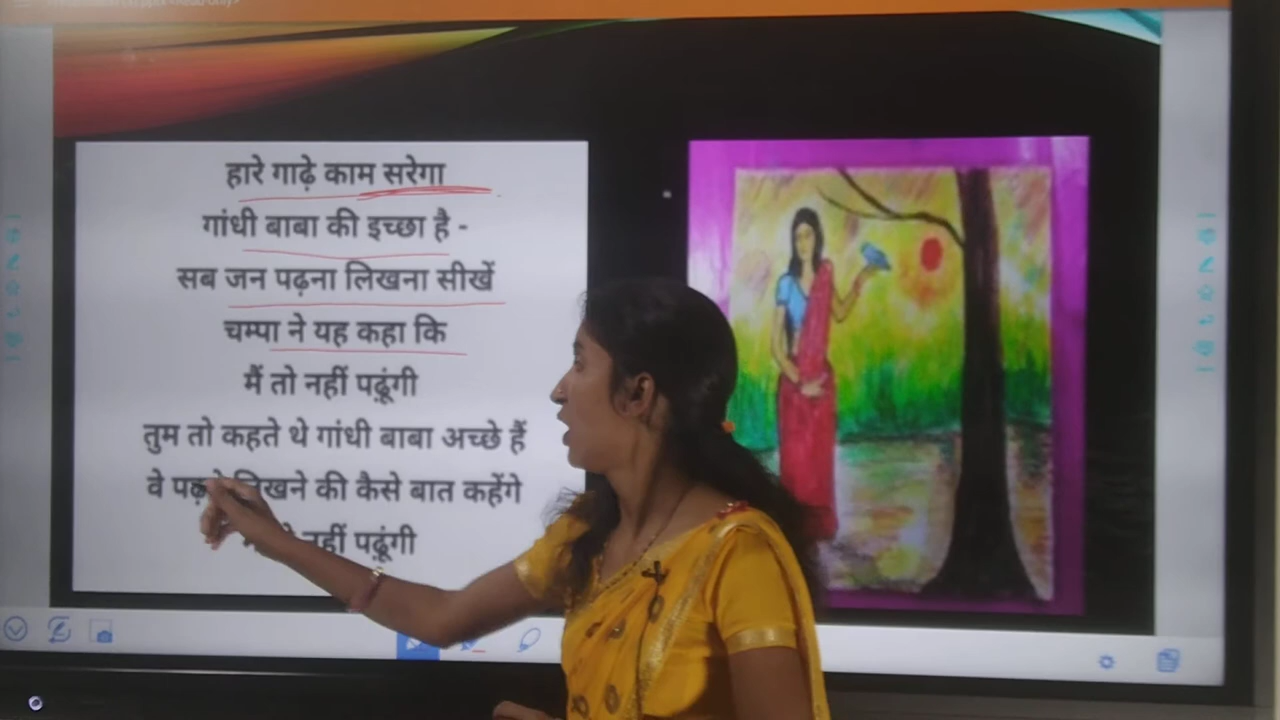 हारे गाढ़े काम सरेगा
गांधी बाबा की इच्छा है -
सब जन पढ़ना लिखना सीखें
चम्पा ने यह कहा कि
मैं तो नहीं पढ़ूंगी
तुम तो कहते थे गांधी बाबा अच्छे हैं
वे लिखने की कैसे बात कहेंगे
नहीं पढ़ूंगी